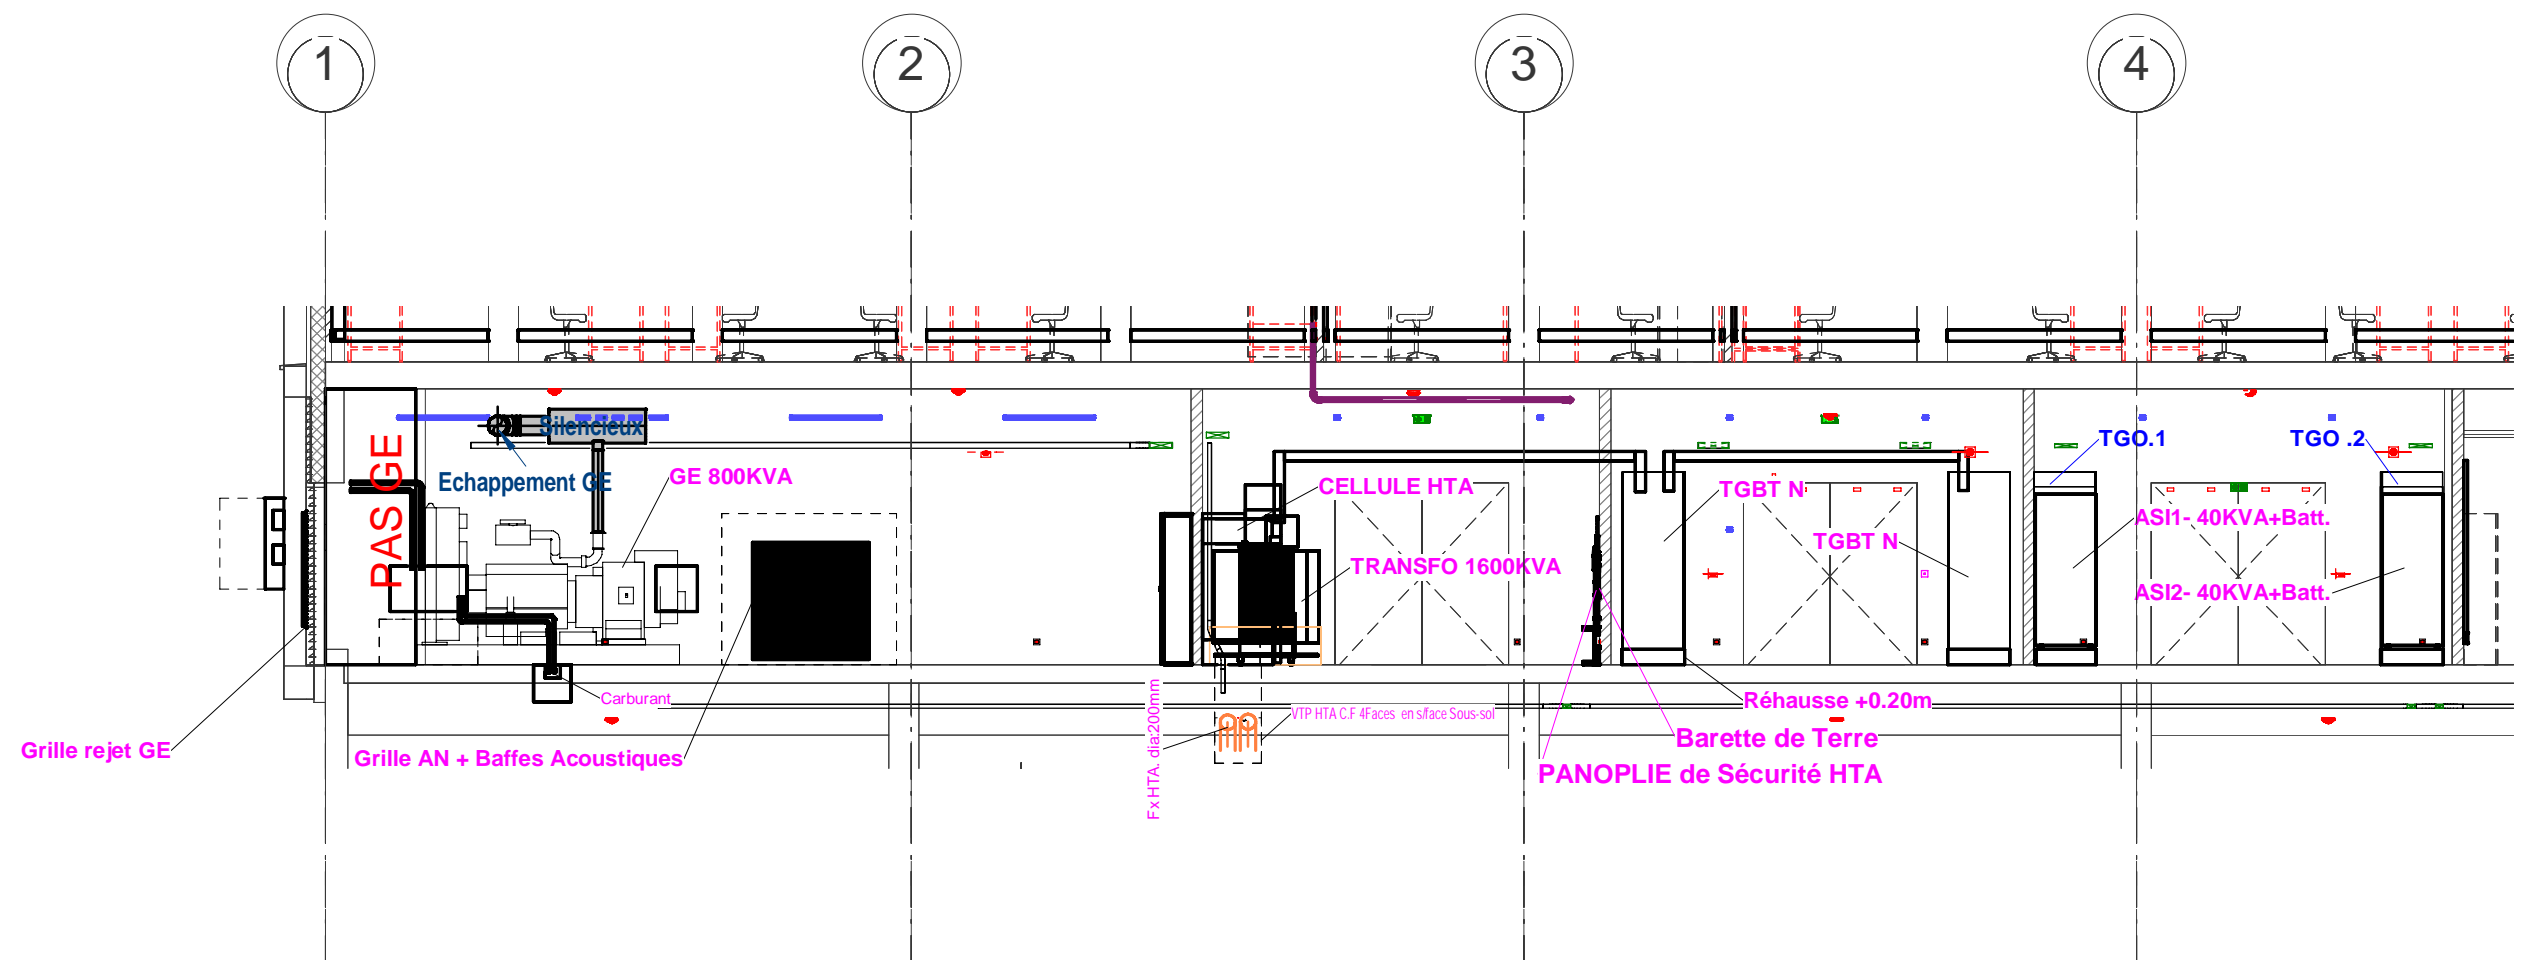 1
2
3
4
PAS GE
Silencieux
Echappement GE
GE 800KVA
CELLULE HTA
TRANSFO 1600KVA
TGBT N
TGBT N
TGO.1
TGO .2
ASI1- 40KVA+Batt.
ASI2- 40KVA+Batt.
Carburant
Grille rejet GE
Grille AN + Baffes Acoustiques
Fx HTA. dia:200mm
VTP HTA C.F 4Faces en s/face Sous-sol
Réhausse +0.20m
Barette de Terre
PANOPLIE de Sécurité HTA